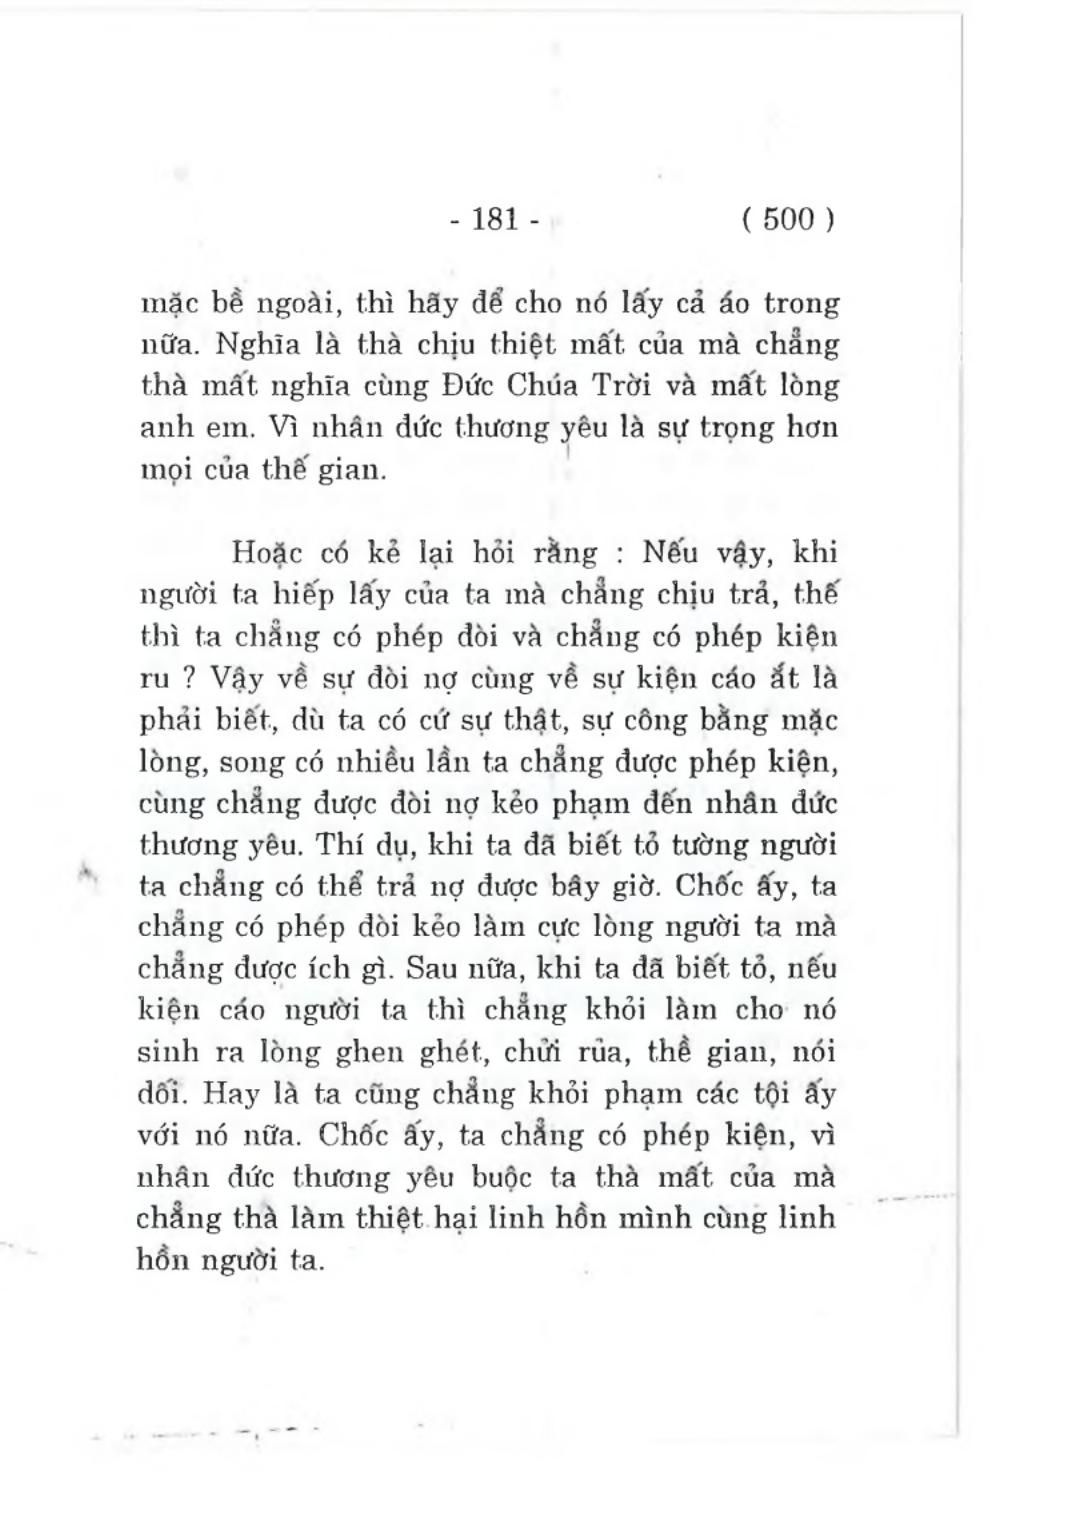 - 181 - ( 500 )
mặc bề ngoài, thì hãy để cho nó lấy cả áo trong
nữa. Nghĩa là thà chịu thiệt mất của mà chẳng
thà mất nghĩa cùng Đức Chúa Trời và mất lòng
anh em. Vì nhân đức thương yêu là sự trọng hơn
mọi của thế gian.
Hoặc có kẻ lại hỏi rằng : Nếu vậy, khi
người ta hiếp lấy của ta mà chẳng chịu trả, thế
thì ta chẳng có phép đòi và chẳng có phép kiện
ru ? Vậy về sự đòi nợ cùng về sự kiện cáo ắt là
phải biết, dù ta có cứ sự thật, sự công bằng mặc
lòng, song có nhiều lần ta chẳng được phép kiện,
cùng chẳng được đòi nợ kẻo phạm đến nhân đức
thương yêu. Thí dụ, khi ta đã biết tỏ tường người
ta chẳng có thể trả nợ được bây giờ. Chốc ấy, ta
chẳng có phép đòi kẻo làm cực lòng người ta mà
chẳng được ích gì. Sau nữa, khi ta đã biết tỏ, nếu
kiện cáo người ta thì chẳng khỏi làm cho nó
sinh ra lòng ghen ghét, chửi rủa, thề gian, nói
dối. Hay là ta cũng chẳng khỏi phạm các tội ấy
với nó nữa. Chốc ấy, ta chẳng có phép kiện, vì
nhân đức thương yêu buộc ta thà mất của mà
chẳng thà làm thiệt hại linh hồn mình cùng linh
hồn người ta.